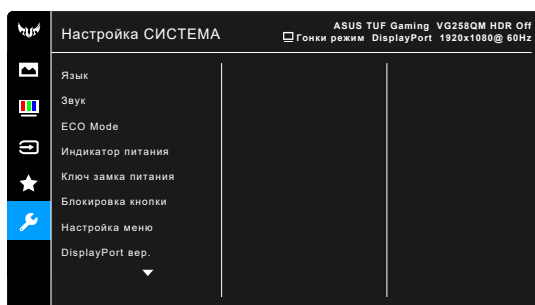 Настройка СИСТЕМА
ASUS TUF Gaming VG258QM HDR Off
Гонки режим DisplayPort 1920x1080@ 60Hz
Язык
Звук
ECO Mode
Индикатор питания
Ключ замка питания
Блокировка кнопки
Настройка меню
DisplayPort вер.